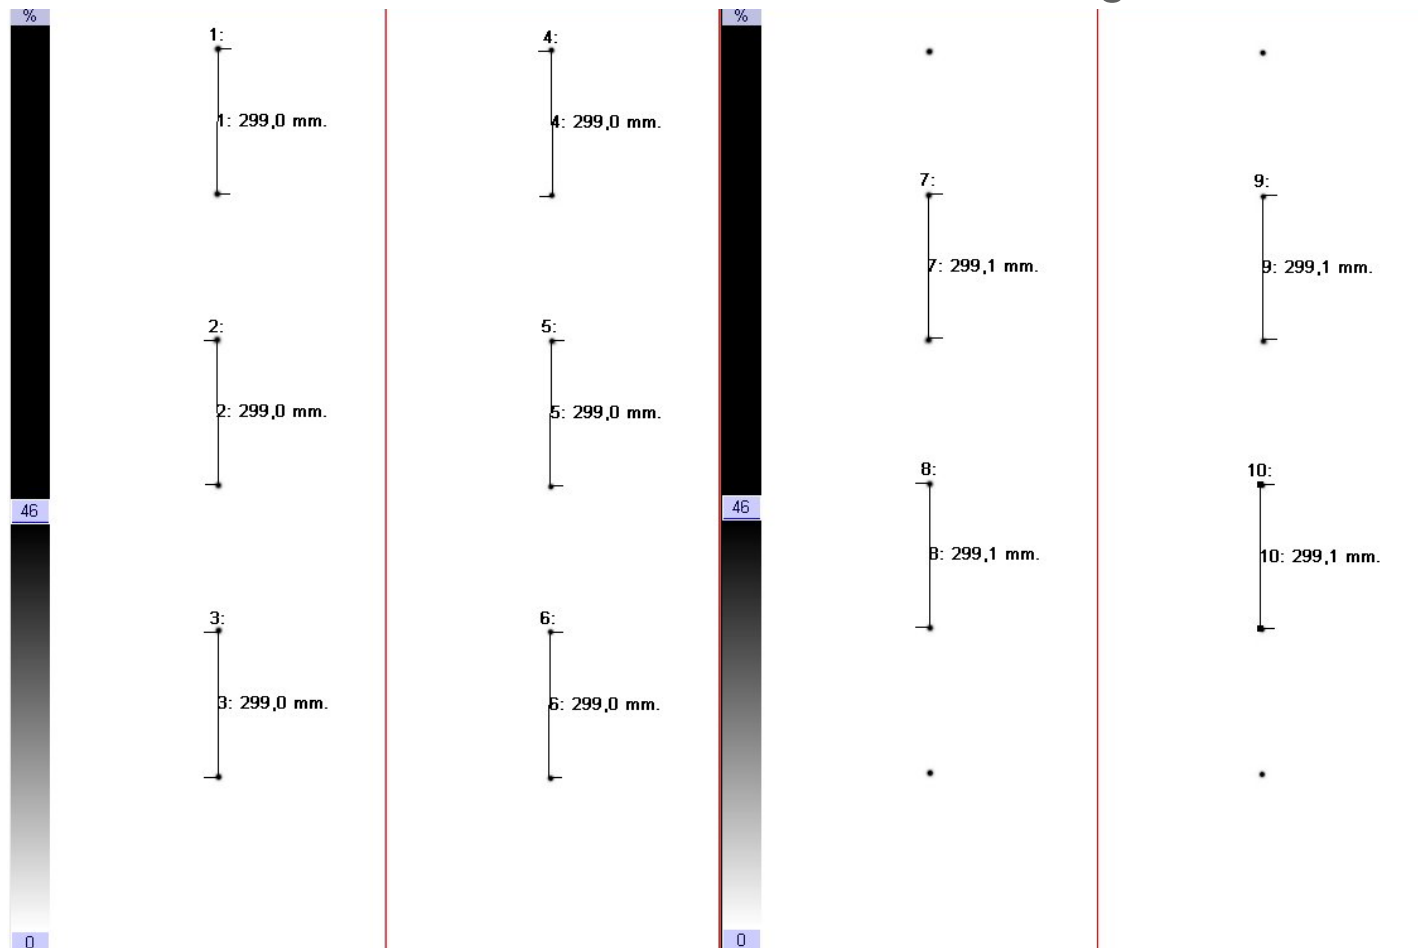 %
1:
1: 299,0 mm.
2:
2: 299,0 mm.
3:
3: 299,0 mm.
4:
4: 299,0 mm.
5:
5: 299,0 mm.
6:
6: 299,0 mm.
46
0
%
7:
7: 299,1 mm.
8:
8: 299,1 mm.
9:
9: 299,1 mm.
10:
10: 299,1 mm.
46
0